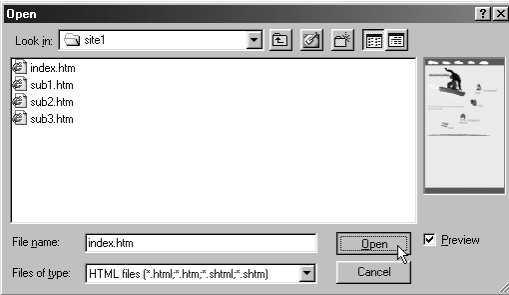 Open
Look in: site1
index.htm
sub1.htm
sub2.htm
sub3.htm
File name: index.htm Open Preview
Files of type: HTML files (*.html;*.htm;*.shtml;*.shtm) Cancel